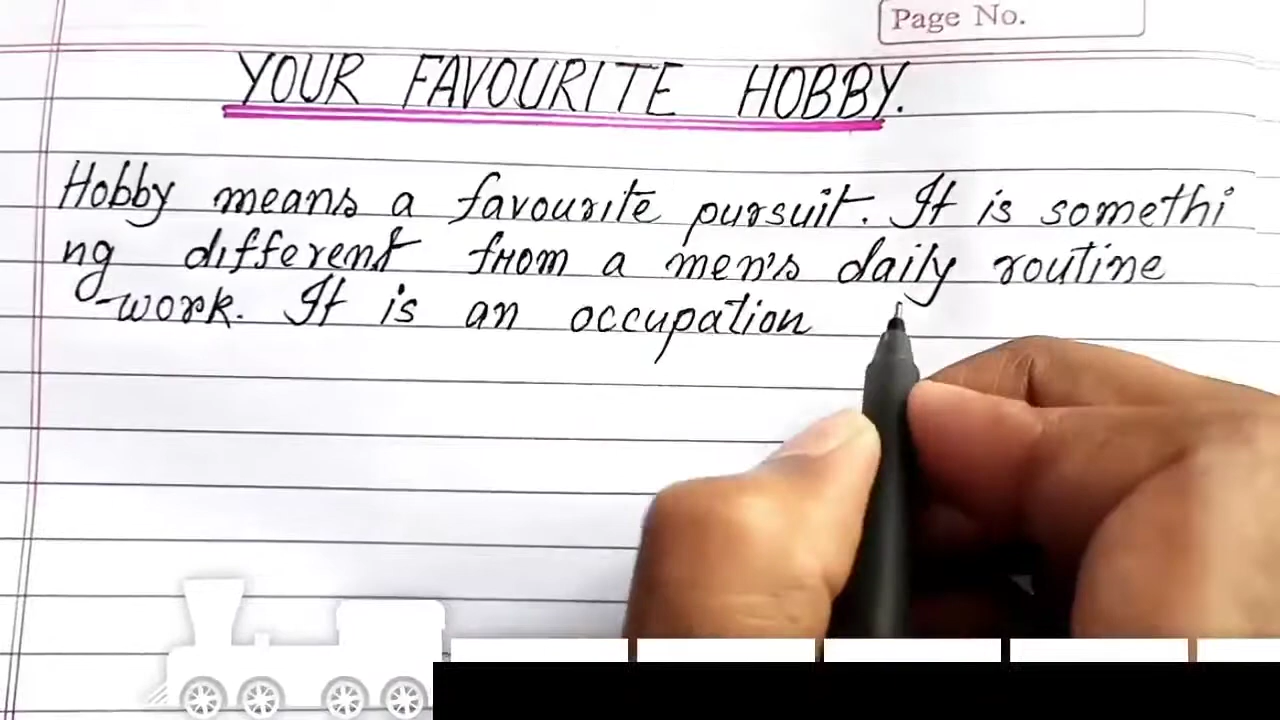 Page No.
YOUR FAVOURITE HOBBY.
Hobby means a favourite pursuit. It is somethi
ng different from a men's daily routine
work. It is an occupation